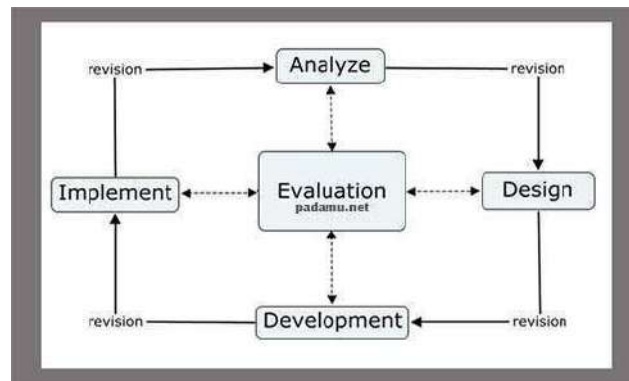 revision
Analyze
revision
Implement
Evaluation
padamu.net
Design
revision
Development
revision